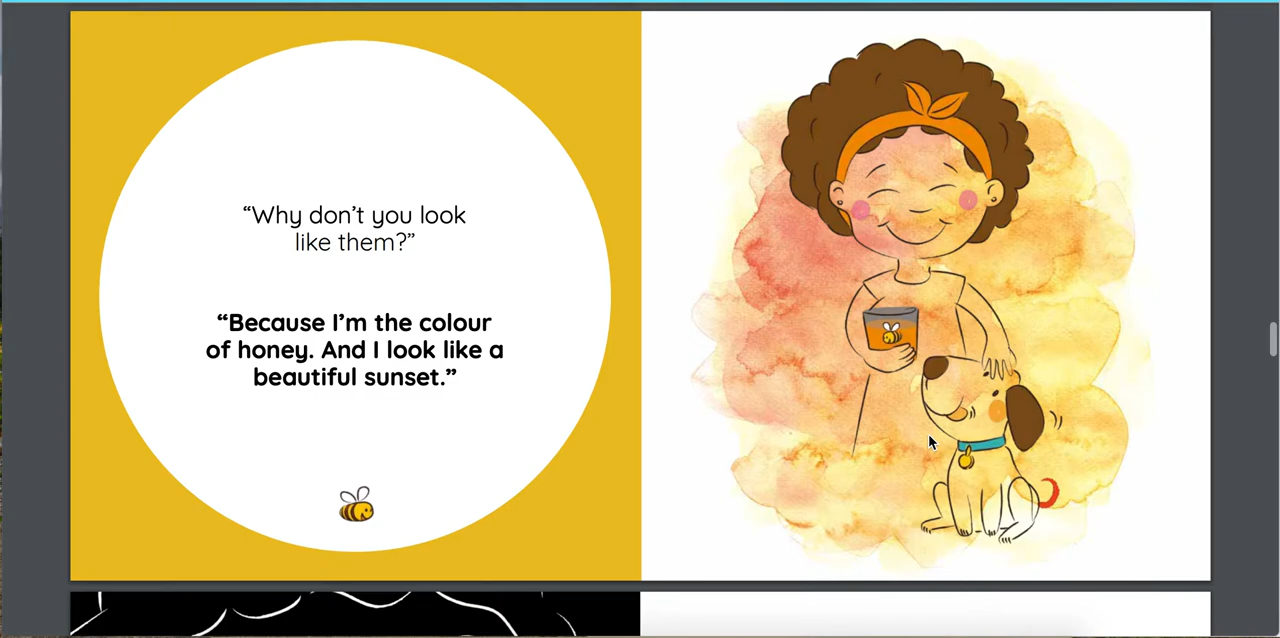 “Why don’t you look
like them?”
“Because I’m the colour
of honey. And I look like a
beautiful sunset.”